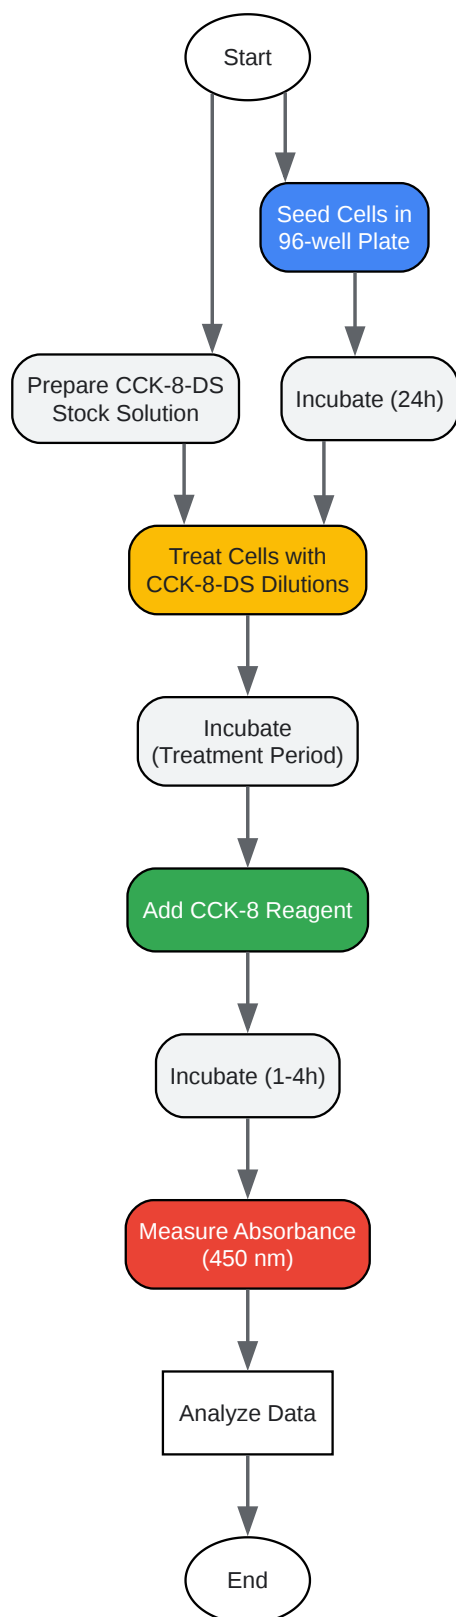 Start
Seed Cells in
96-well Plate
Prepare CCK-8-DS
Stock Solution
Incubate (24h)
Treat Cells with
CCK-8-DS Dilutions
Incubate
(Treatment Period)
Add CCK-8 Reagent
Incubate (1-4h)
Measure Absorbance
(450 nm)
Analyze Data
End